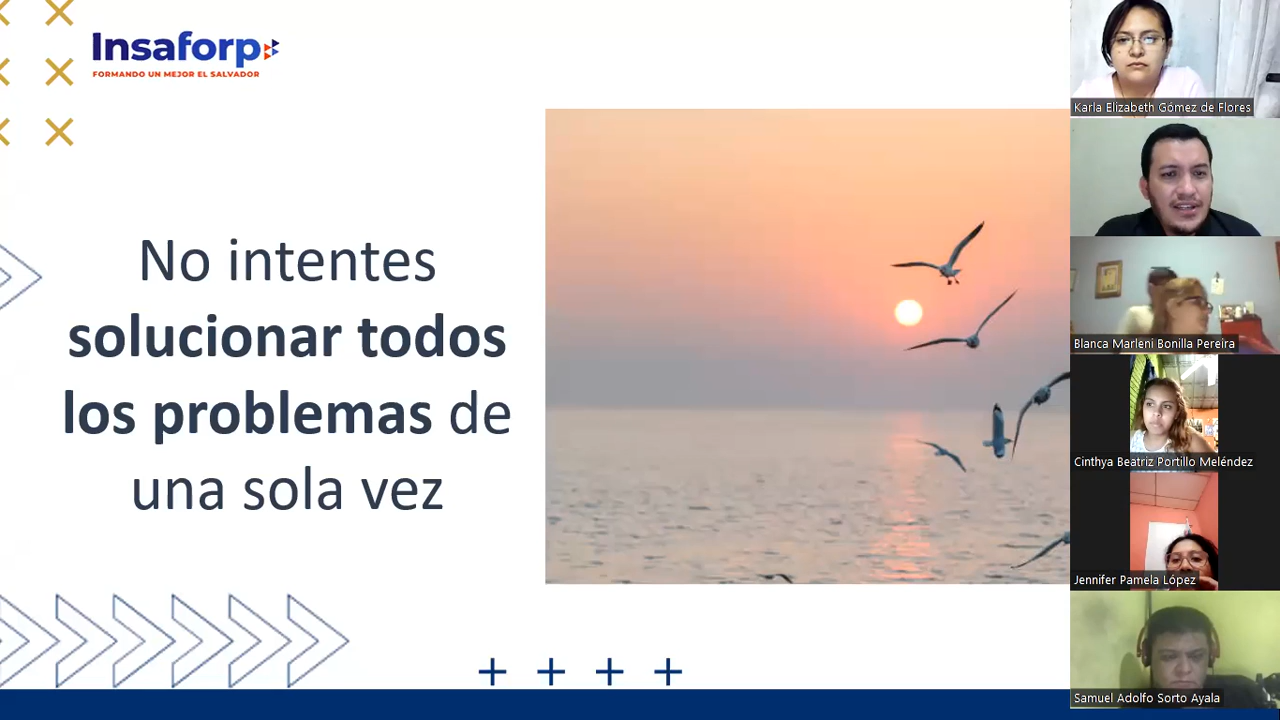 Insaforp
FORMANDO UN MEJOR EL SALVADOR
No intentes
solucionar todos
los problemas de
una sola vez
Karla Elizabeth Gómez de Flores
Blanca Marleni Bonilla Pereira
Cinthya Beatriz Portillo Meléndez
Jennifer Pamela López
Samuel Adolfo Sorto Ayala